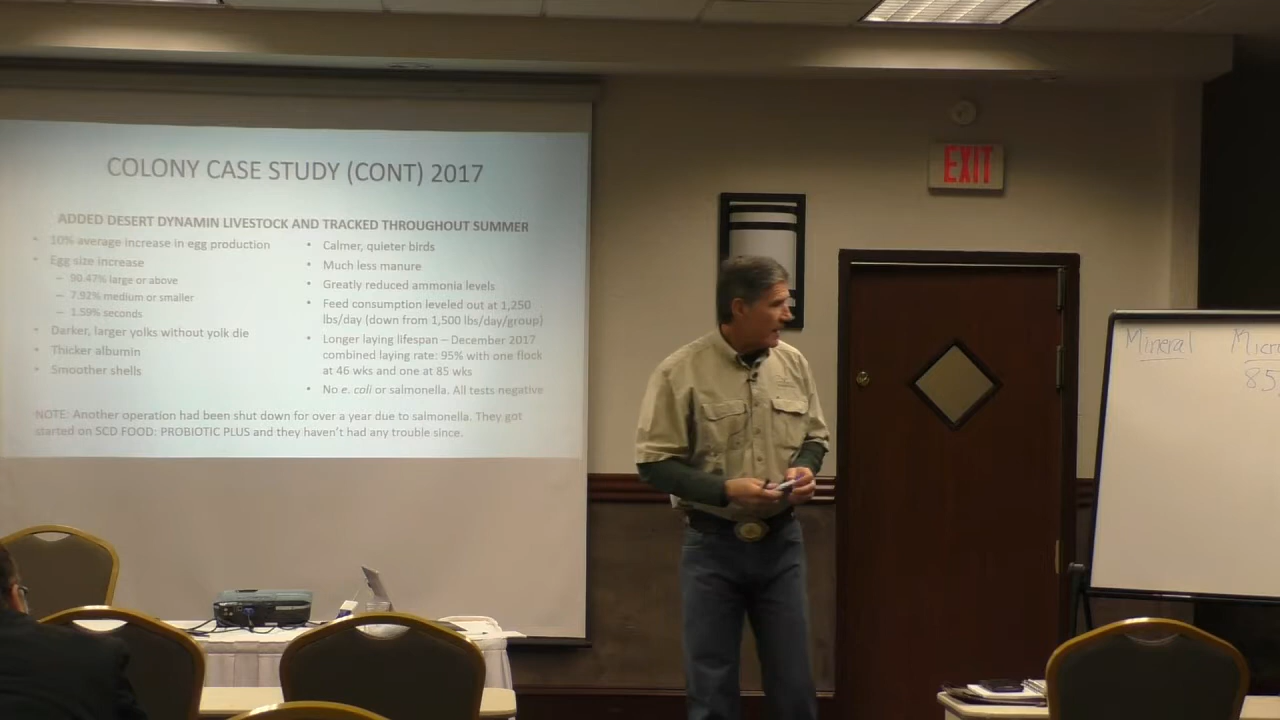 COLONY CASE STUDY (CONT) 2017
ADDED DESERT DYNAMIN LIVESTOCK AND TRACKED THROUGHOUT SUMMER
• 10% average increase in egg production
• Egg size increase
– 90.47% large or above
– 7.92% medium or smaller
– 1.59% seconds
• Darker, larger yolks without yolk die
• Thicker albumin
• Smoother shells
• Calmer, quieter birds
• Much less manure
• Greatly reduced ammonia levels
• Feed consumption leveled out at 1,250
lbs/day (down from 1,500 lbs/day/group)
• Longer laying lifespan – December 2017
combined laying rate: 95% with one flock
at 46 wks and one at 85 wks
• No e. coli or salmonella. All tests negative
NOTE: Another operation had been shut down for over a year due to salmonella. They got
started on SCD FOOD: PROBIOTIC PLUS and they haven't had any trouble since.
EXIT
Mineral
85